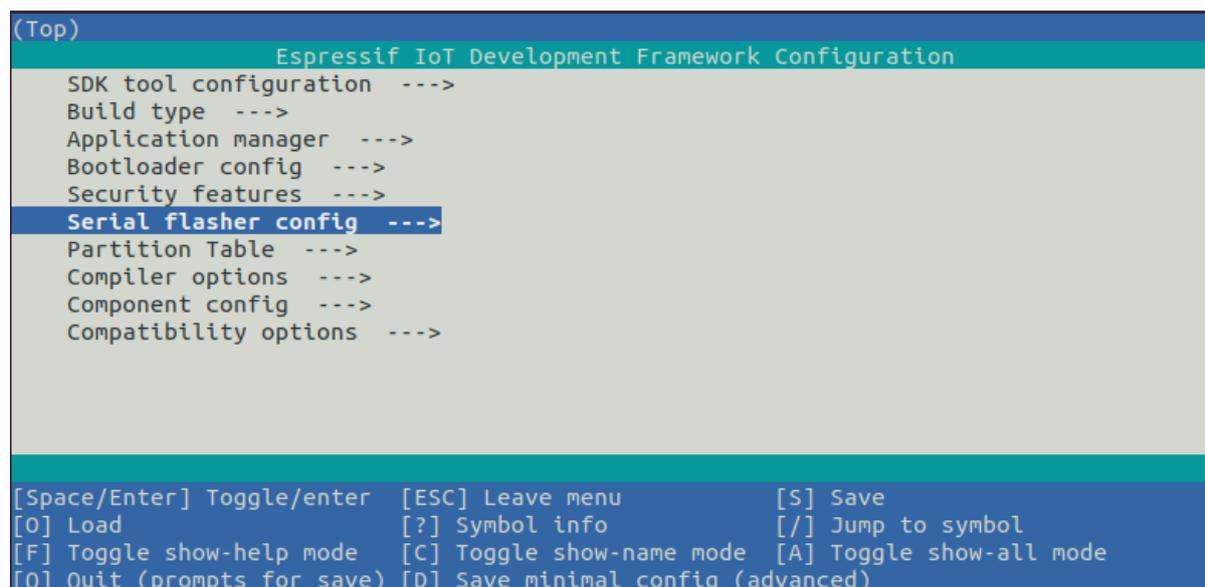 (Top)
Espressif IoT Development Framework Configuration
SDK tool configuration --->
Build type --->
Application manager --->
Bootloader config --->
Security features --->
Serial flasher config --->
Partition Table --->
Compiler options --->
Component config --->
Compatibility options --->
[Space/Enter] Toggle/enter [ESC] Leave menu [S] Save
[O] Load [?] Symbol info [/] Jump to symbol
[F] Toggle show-help mode [C] Toggle show-name mode [A] Toggle show-all mode
[Q] Quit (prompts for save) [D] Save minimal config (advanced)